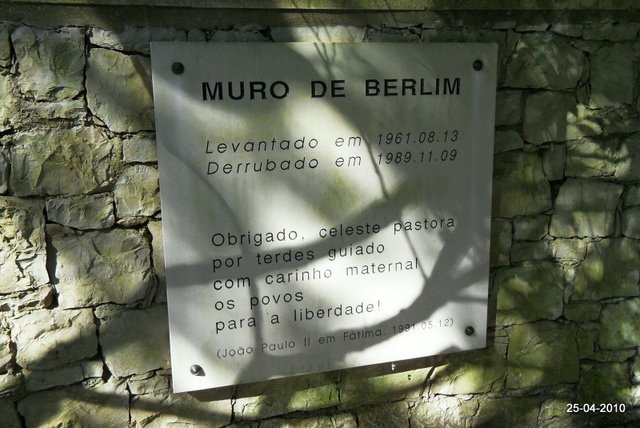 MURO DE BERLIM
Levantado em 1961.08.13
Derrubado em 1989.11.09
Obrigado, celeste pastora
por terdes guiado
com carinho maternal
os povos
para a liberdade!
(João Paulo II em Fátima, 1991.05.12)
25-04-2010